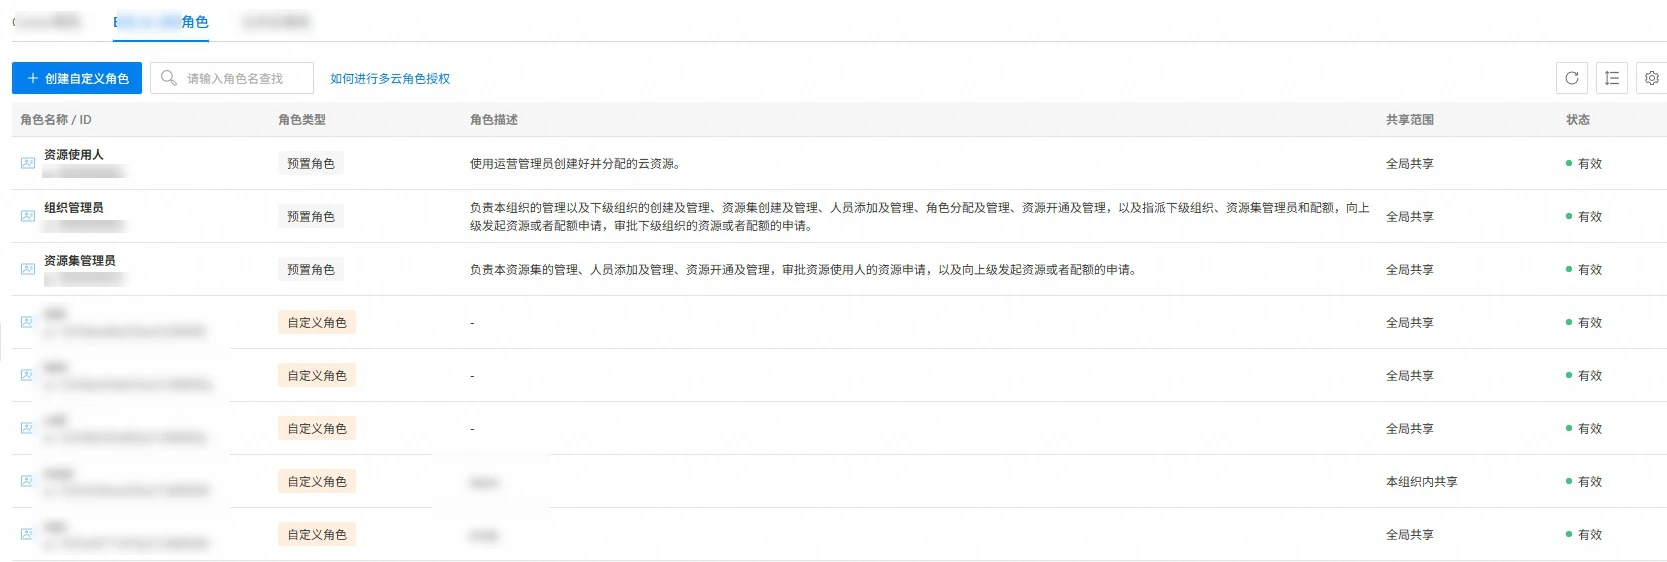 角色
创建自定义角色
请输入角色名查找
如何进行多云角色授权
角色名称 / ID 角色类型 角色描述 共享范围 状态
资源使用人
预置角色 使用运营管理员创建好并分配的云资源。 全局共享 有效
组织管理员
预置角色 负责本组织的管理以及下级组织的创建及管理、资源集创建及管理、人员添加及管理、角色分配及管理、资源开通及管理，以及指派下级组织、资源集管理员和配额，向上
级发起资源或者配额申请，审批下级组织的资源或者配额的申请。 全局共享 有效
资源集管理员
预置角色 负责本资源集的管理、人员添加及管理、资源开通及管理，审批资源使用人的资源申请，以及向上级发起资源或者配额的申请。 全局共享 有效
自定义角色 - 全局共享 有效
自定义角色 - 全局共享 有效
自定义角色 - 全局共享 有效
自定义角色 本组织内共享 有效
自定义角色 全局共享 有效